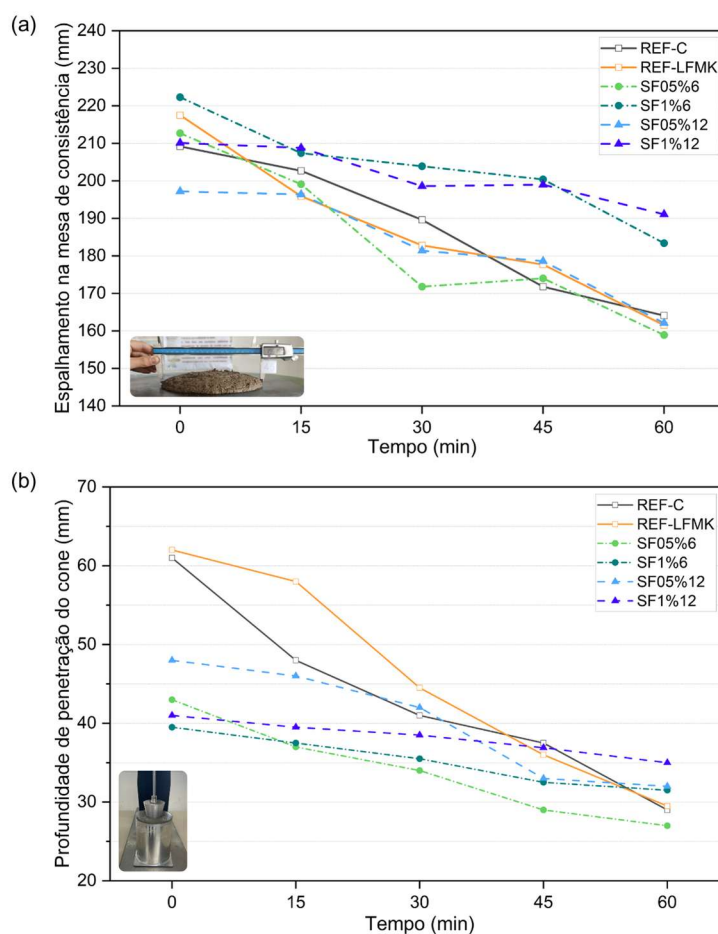 (a)
240
230
220
210
200
190
180
170
160
150
140
Espalhamento na mesa de consistência (mm)
REF-C
REF-LFMK
SF05%6
SF1%6
SF05%12
SF1%12
0 15 30 45 60
Tempo (min)
(b)
70
60
50
40
30
20
Profundidade de penetração do cone (mm)
REF-C
REF-LFMK
SF05%6
SF1%6
SF05%12
SF1%12
0 15 30 45 60
Tempo (min)